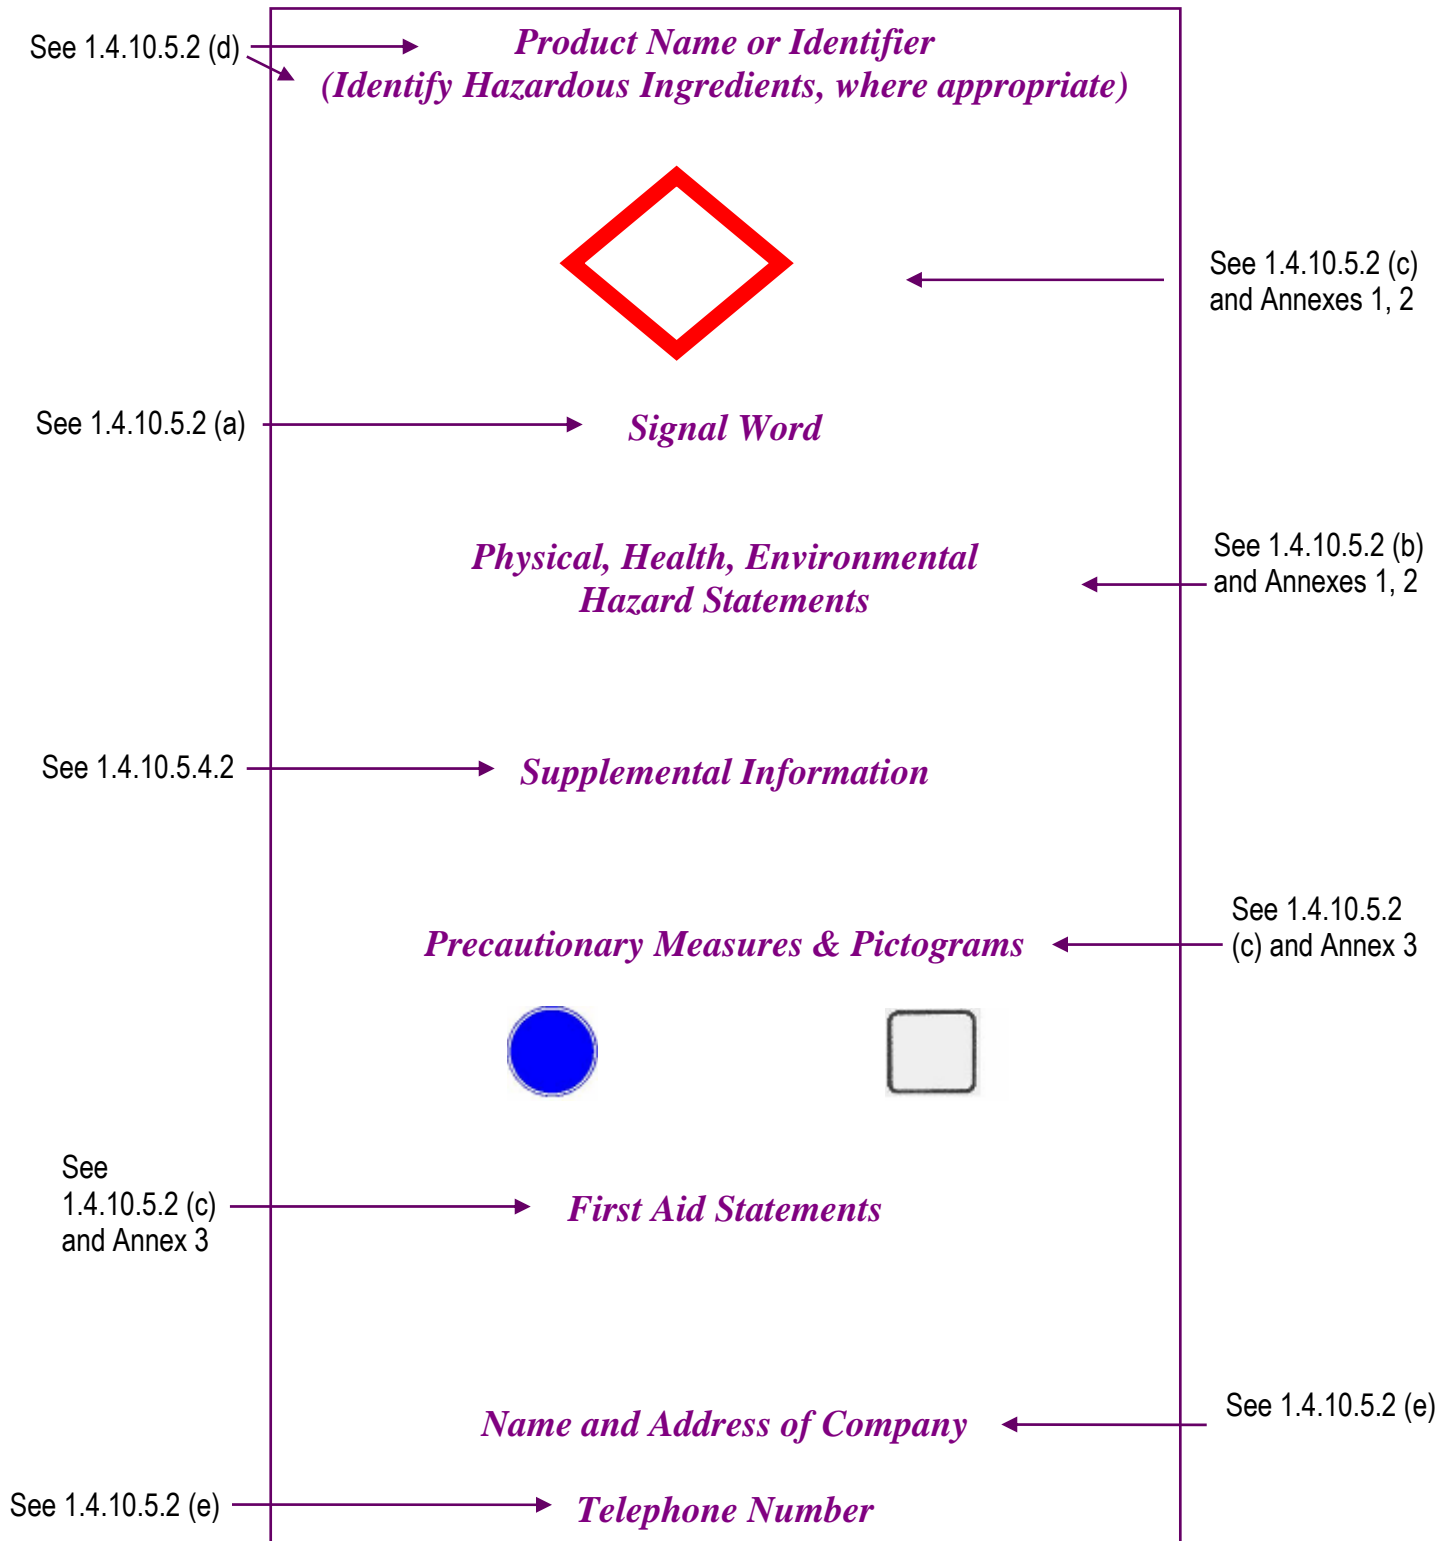 See 1.4.10.5.2 (d)
Product Name or Identifier
(Identify Hazardous Ingredients, where appropriate)
See 1.4.10.5.2 (c)
and Annexes 1, 2
See 1.4.10.5.2 (a)
Signal Word
Physical, Health, Environmental
Hazard Statements
See 1.4.10.5.2 (b)
and Annexes 1, 2
See 1.4.10.5.4.2
Supplemental Information
Precautionary Measures & Pictograms
See 1.4.10.5.2
(c) and Annex 3
See
1.4.10.5.2 (c)
and Annex 3
First Aid Statements
Name and Address of Company
See 1.4.10.5.2 (e)
See 1.4.10.5.2 (e)
Telephone Number